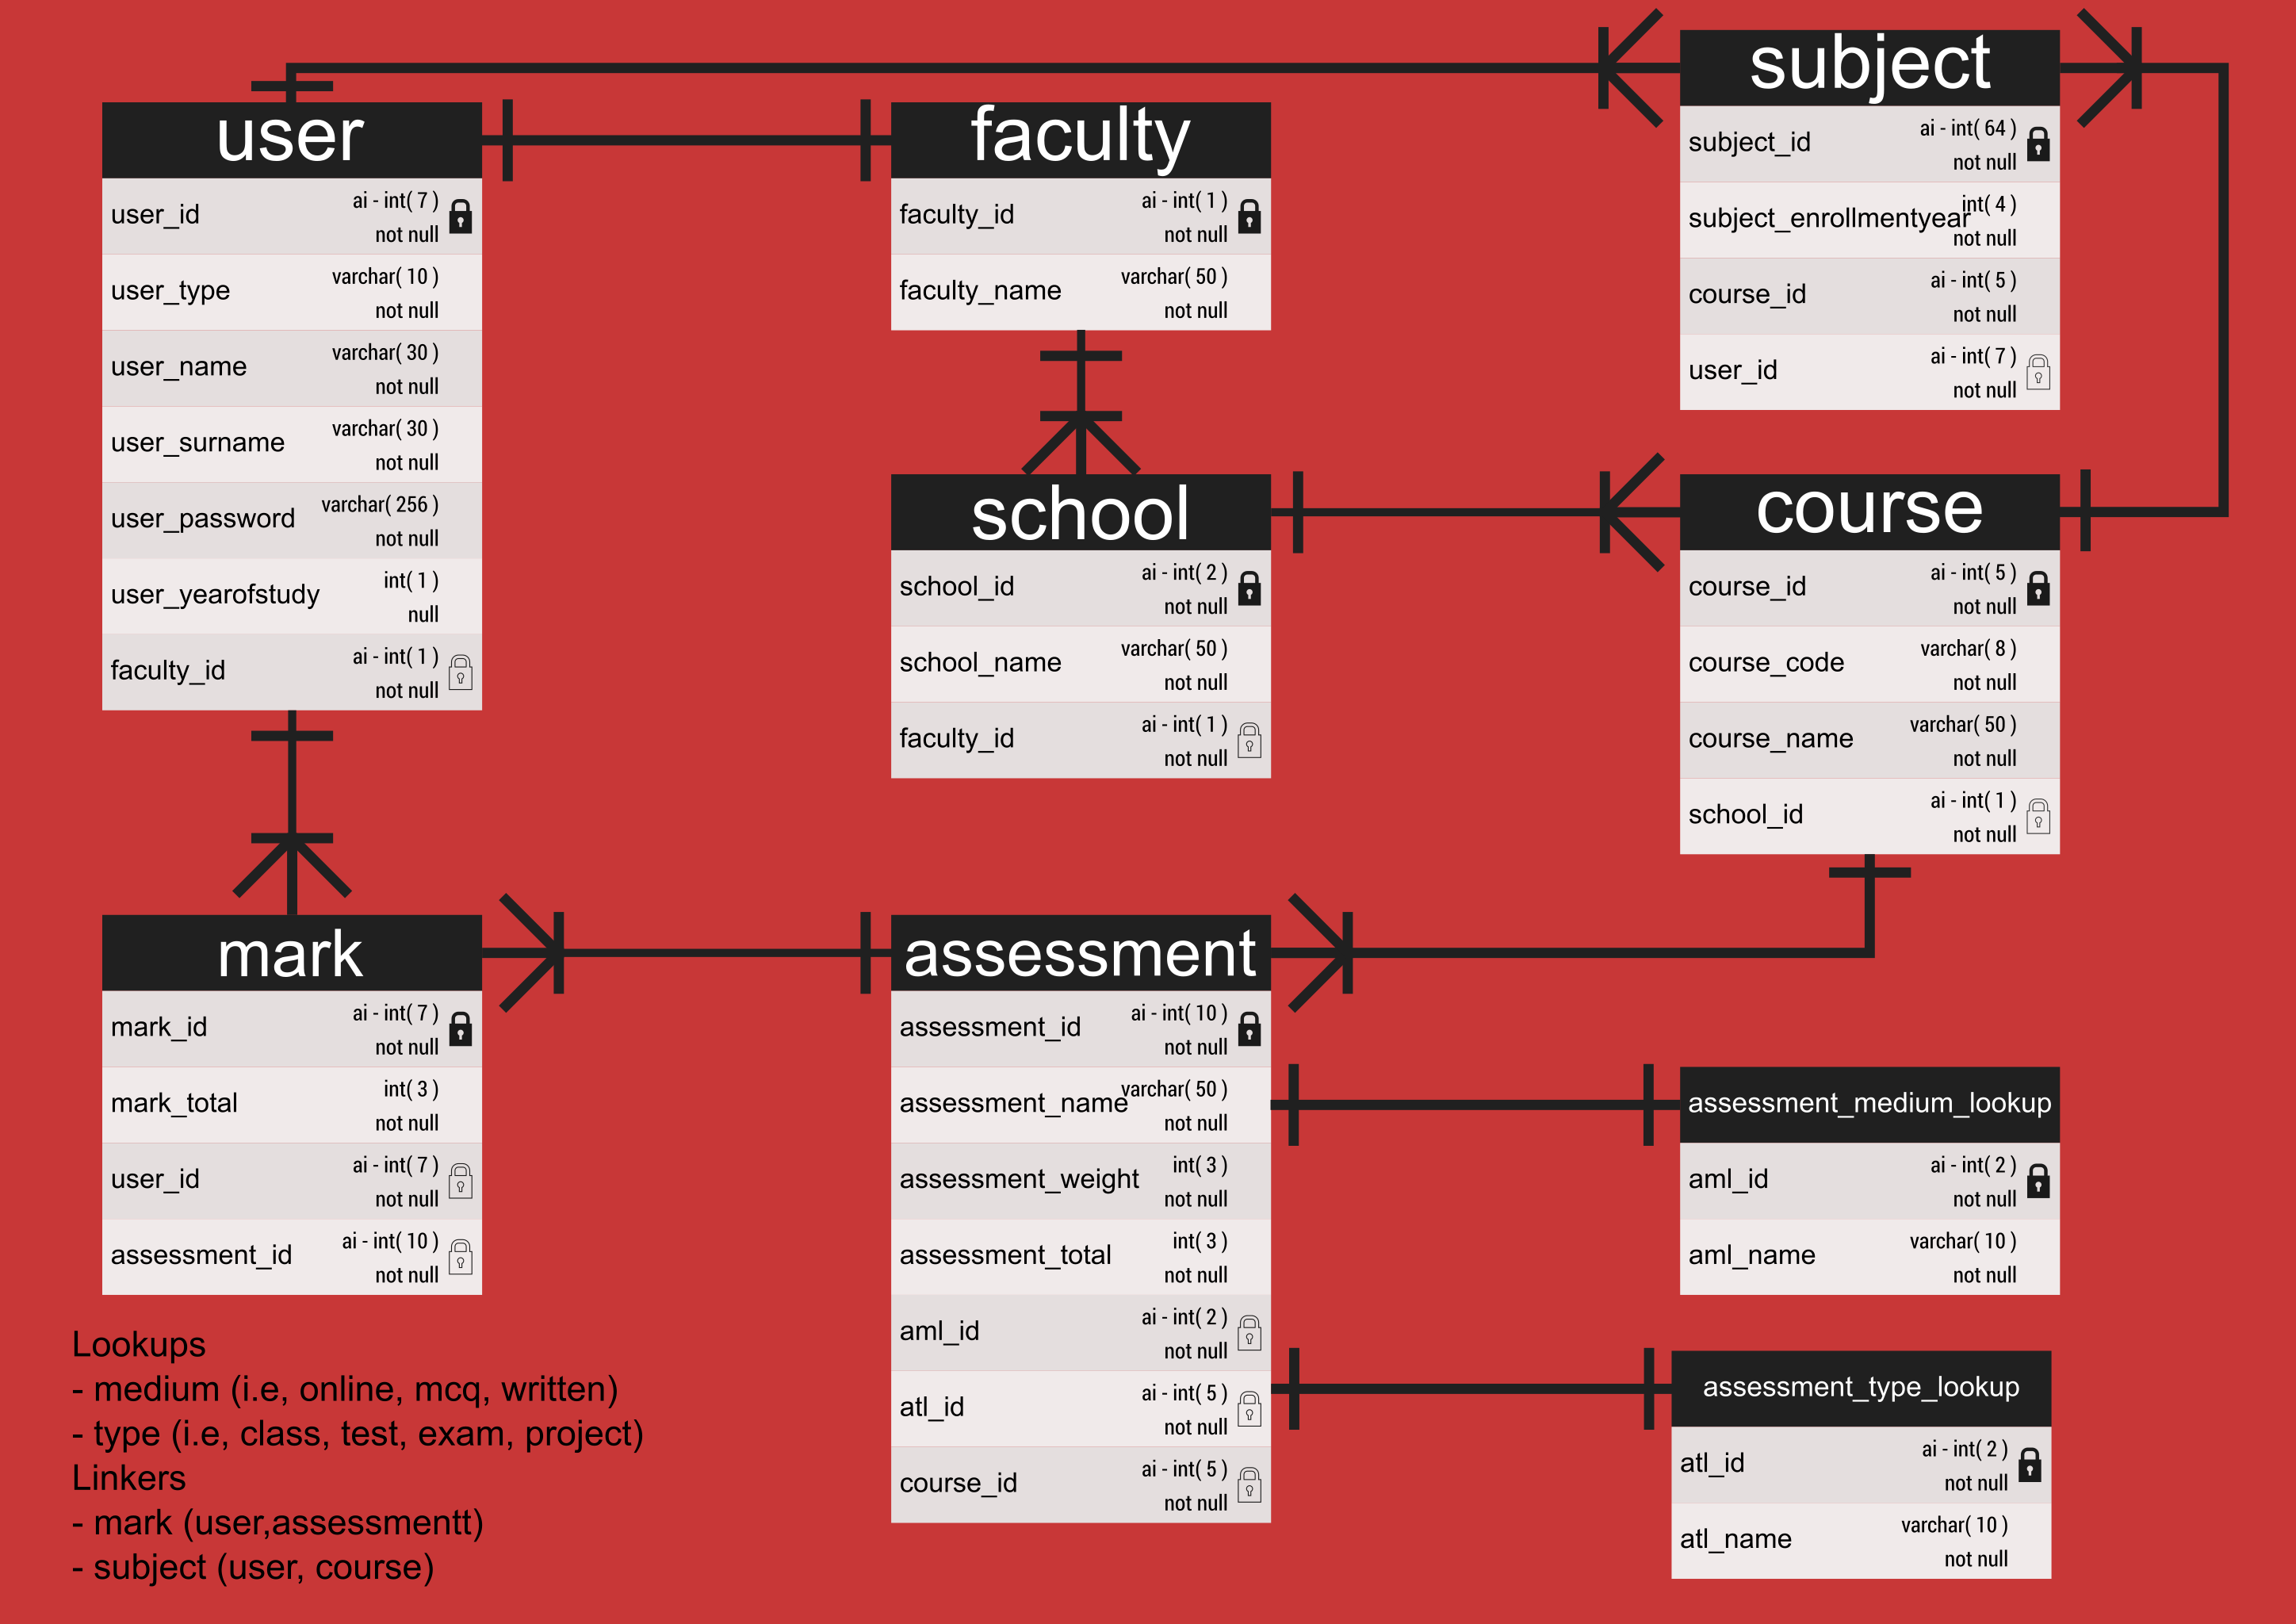 user
user_id ai - int( 7 )
not null
user_type varchar( 10 )
not null
user_name varchar( 30 )
not null
user_surname varchar( 30 )
not null
user_password varchar( 256 )
not null
user_yearofstudy int( 1 )
null
faculty_id ai - int( 1 )
not null
faculty
faculty_id ai - int( 1 )
not null
faculty_name varchar( 50 )
not null
subject
subject_id ai - int( 64 )
not null
subject_enrollmentyear int( 4 )
not null
course_id ai - int( 5 )
not null
user_id ai - int( 7 )
not null
school
school_id ai - int( 2 )
not null
school_name varchar( 50 )
not null
faculty_id ai - int( 1 )
not null
course
course_id ai - int( 5 )
not null
course_code varchar( 8 )
not null
course_name varchar( 50 )
not null
school_id ai - int( 1 )
not null
mark
mark_id ai - int( 7 )
not null
mark_total int( 3 )
not null
user_id ai - int( 7 )
not null
assessment_id ai - int( 10 )
not null
assessment
assessment_id ai - int( 10 )
not null
assessment_name varchar( 50 )
not null
assessment_weight int( 3 )
not null
assessment_total int( 3 )
not null
aml_id ai - int( 2 )
not null
atl_id ai - int( 5 )
not null
course_id ai - int( 5 )
not null
assessment_medium_lookup
aml_id ai - int( 2 )
not null
aml_name varchar( 10 )
not null
assessment_type_lookup
atl_id ai - int( 2 )
not null
atl_name varchar( 10 )
not null
Lookups
- medium (i.e, online, mcq, written)
- type (i.e, class, test, exam, project)
Linkers
- mark (user,assessmentt)
- subject (user, course)